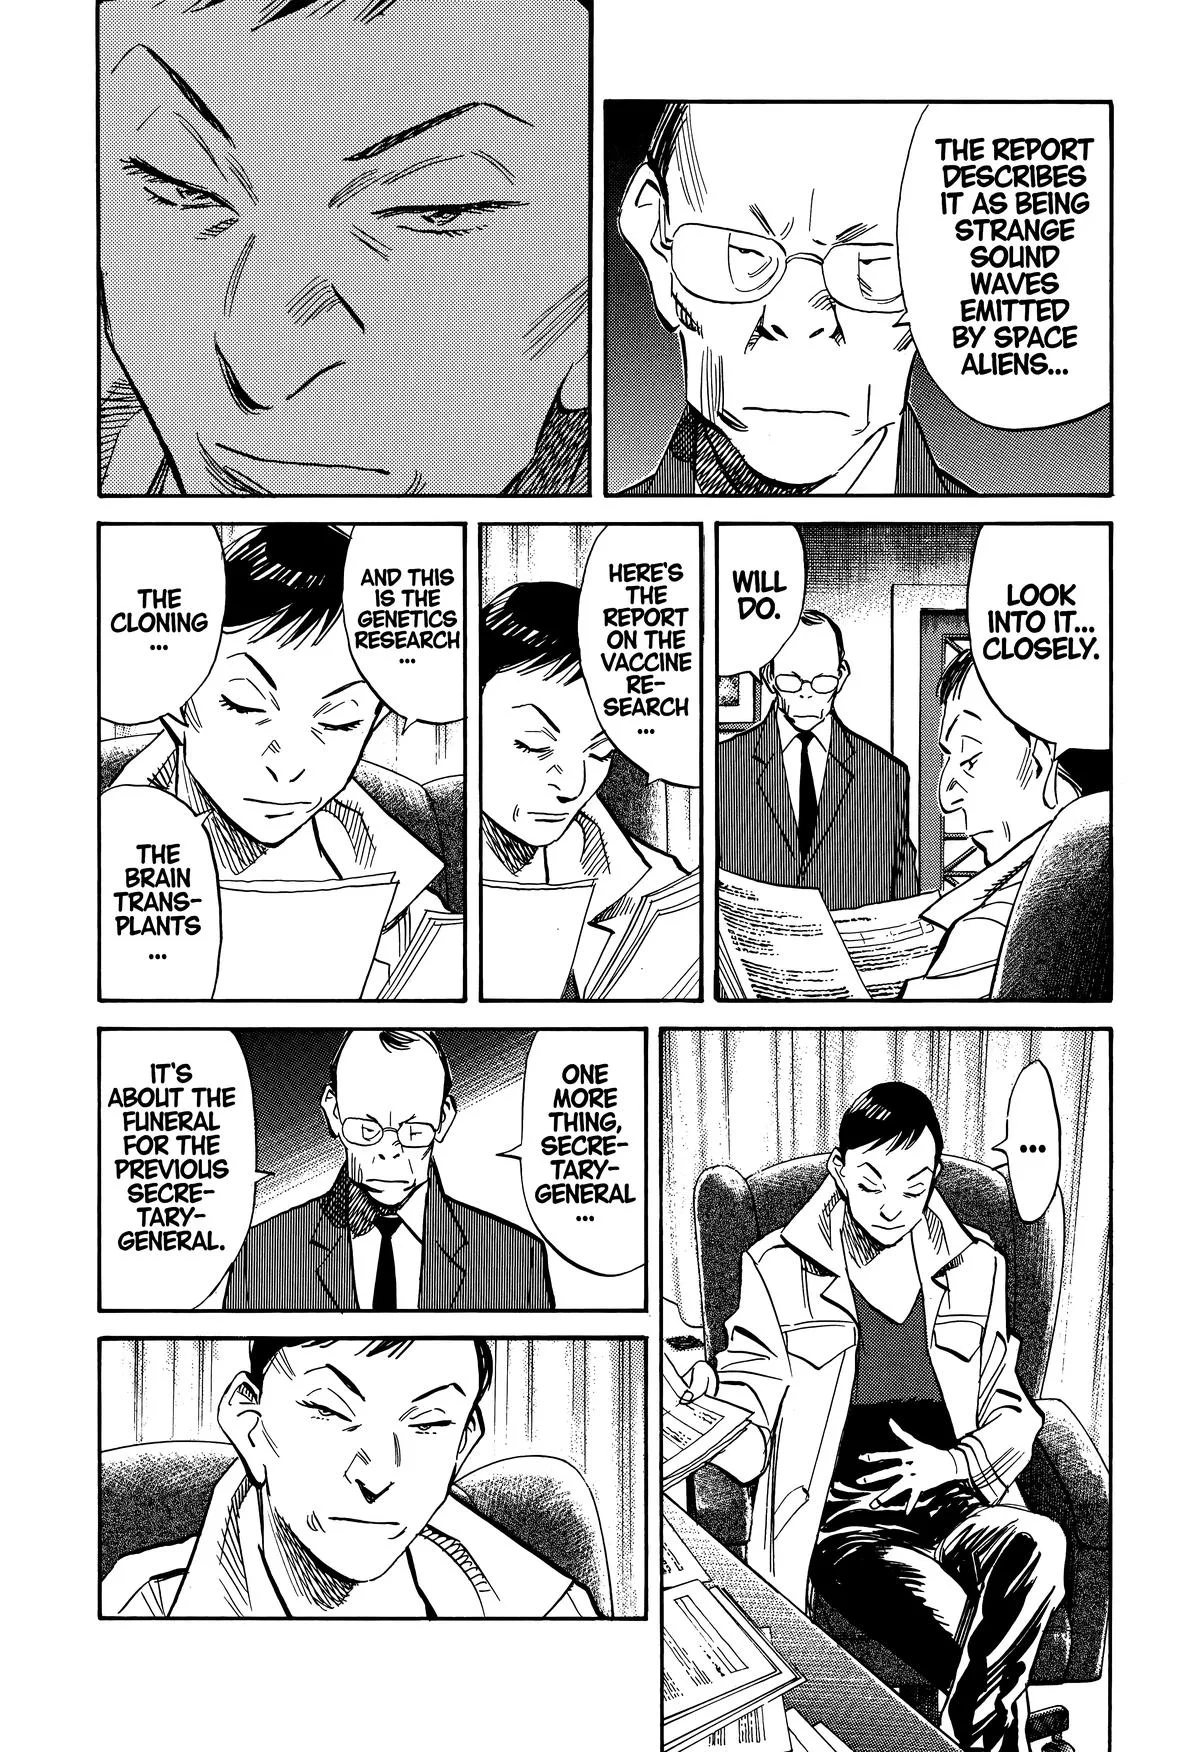 THE REPORT
DESCRIBES
IT AS BEING
STRANGE
SOUND
WAVES
EMITTED
BY SPACE
ALIENS...
LOOK
INTO IT...
CLOSELY.
WILL
DO.
HERE'S
THE
REPORT
ON THE
VACCINE
RE-
SEARCH
...
AND THIS
IS THE
GENETICS
RESEARCH
...
THE
CLONING
...
THE
BRAIN
TRANS-
PLANTS
...
...
ONE
MORE
THING,
SECRE-
TARY-
GENERAL
...
IT'S
ABOUT THE
FUNERAL
FOR THE
PREVIOUS
SECRE-
TARY-
GENERAL.